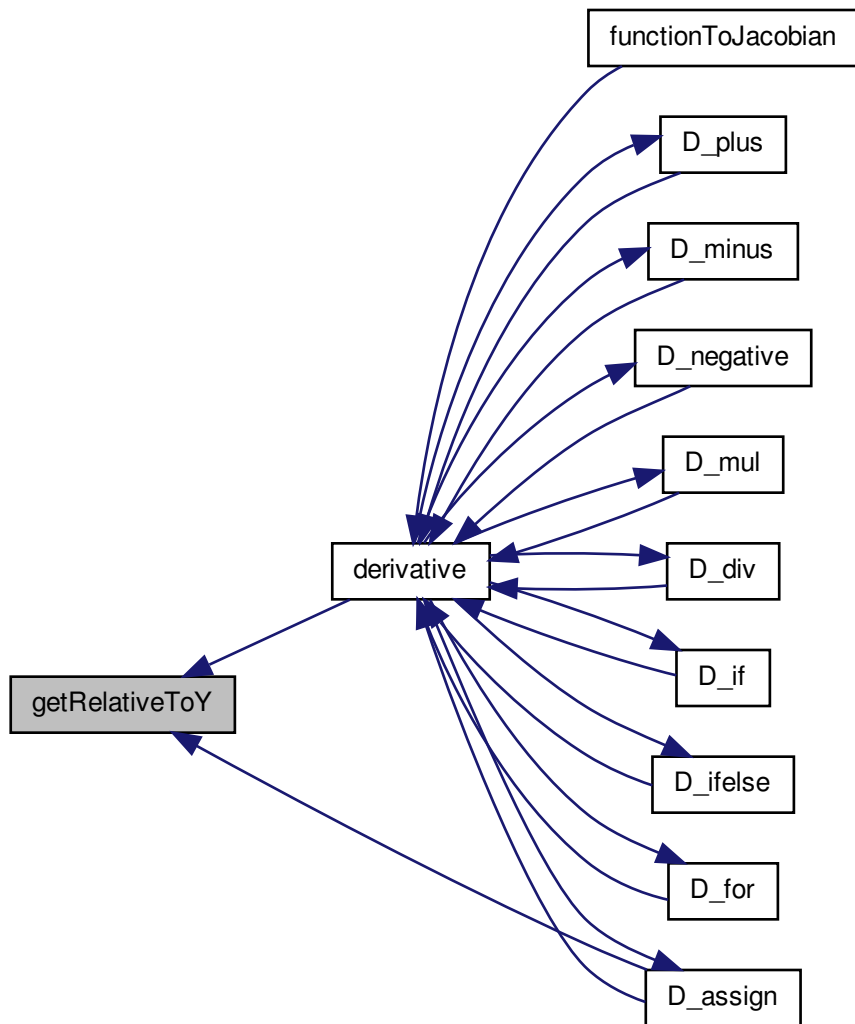 functionToJacobian
D_plus
D_minus
D_negative
D_mul
derivative
D_div
D_if
getRelativeToY
D_ifelse
D_for
D_assign